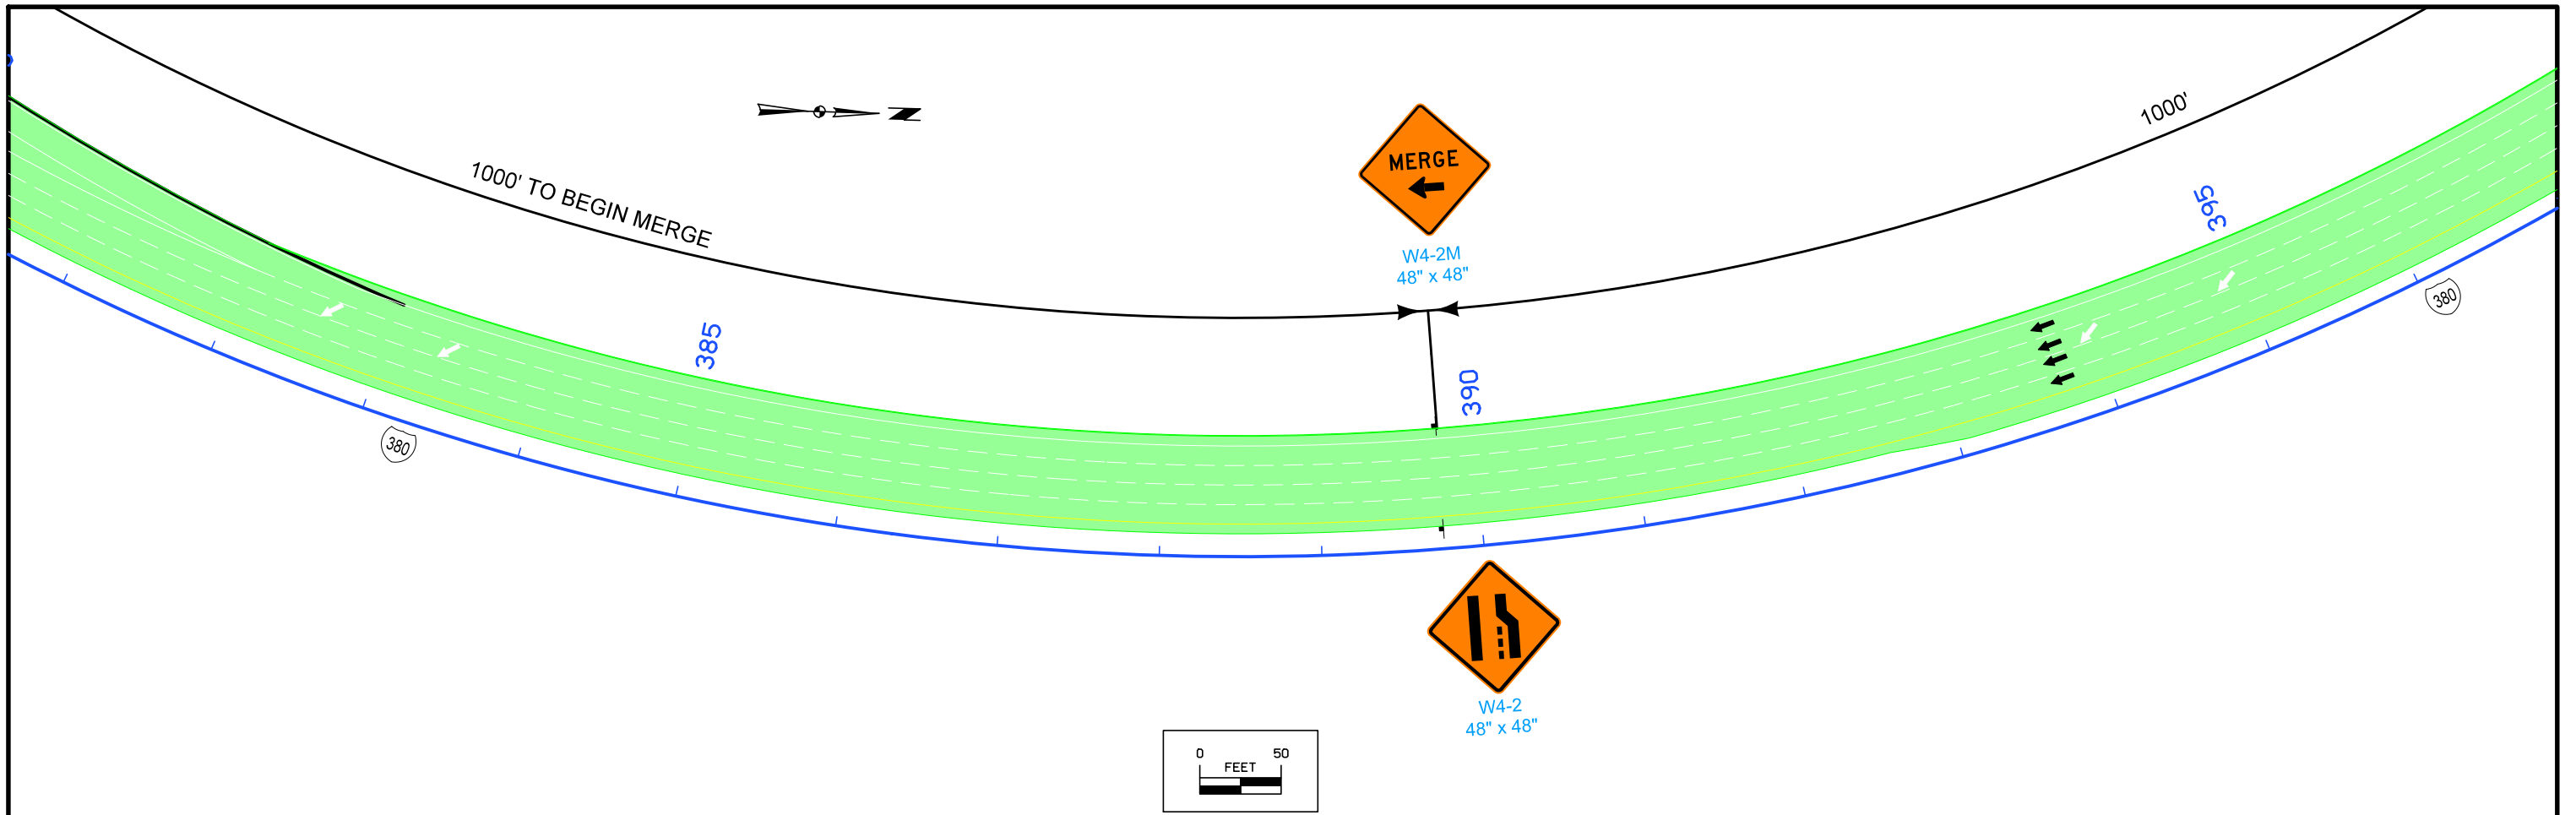 1000'
N
MERGE
1000' TO BEGIN MERGE
395
W4-2M
48" x 48"
380
385
390
380
W4-2
48" x 48"
0 50
FEET